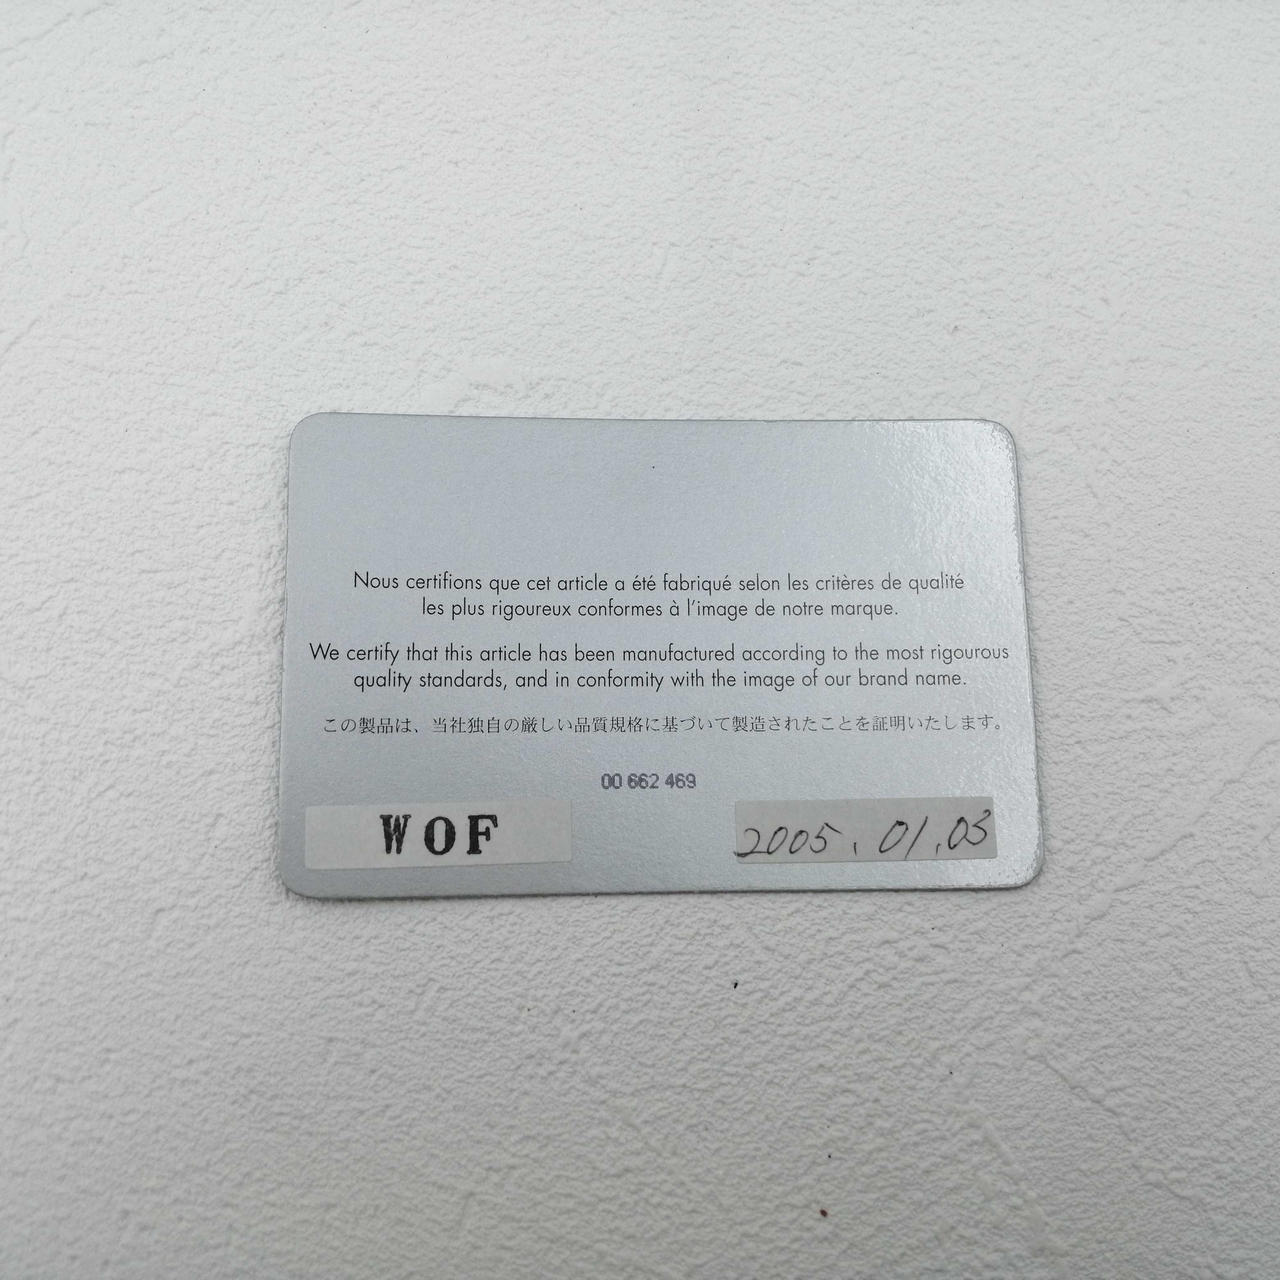 Nous certifions que cet article a été fabriqué selon les critères de qualité
les plus rigoureux conformes à l'image de notre marque.
We certify that this article has been manufactured according to the most rigourous
quality standards, and in conformity with the image of our brand name.
この製品は、当社独自の厳しい品質規格に基づいて製造されたことを証明いたします。
00 662 469
WOF
2005.01.03